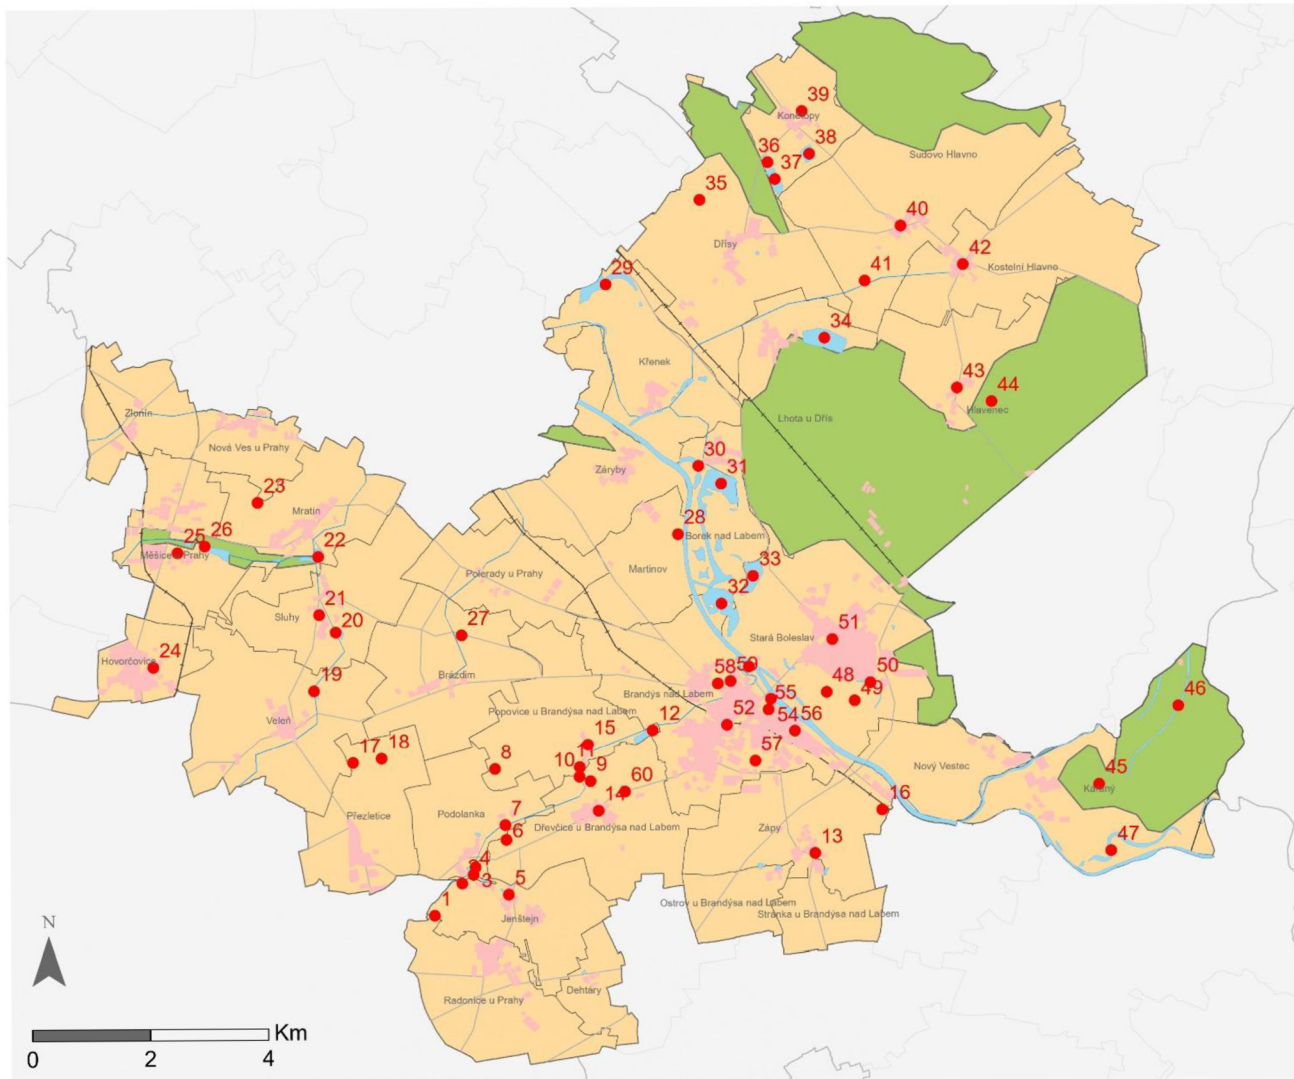 39
Konetopy
38
36
37
Sudovo Hlavno
35
40
Dřísy
42
Kostelní Hlavno
41
29
34
Křenek
43
44
Hlavenec
Lhota u Dřís
Zlonín
Nová Ves u Prahy
Záryby
30
31
23
Mratín
28
Borek nad Labem
25
26
Měšice u Prahy
22
Martinov
33
Polerady u Prahy
32
21
Sluhy
20
27
51
Stará Boleslav
24
Hovorčovice
Brázdim
58
59
50
48
49
46
19
Brandýs nad Labem
55
Veleň
Popovice u Brandýsa nad Labem
12
52
54
56
15
17
18
8
10
11
9
57
Nový Vestec
60
45
Káraný
14
16
7
Přezletice
Podolanka
6
Dřevčice u Brandýsa nad Labem
Zápy
13
47
4
3
5
1
Jenštejn
Ostrov u Brandýsa nad Labem
Stránka u Brandýsa nad Labem
N
Radonice u Prahy
Dehtáry
Km
0 2 4